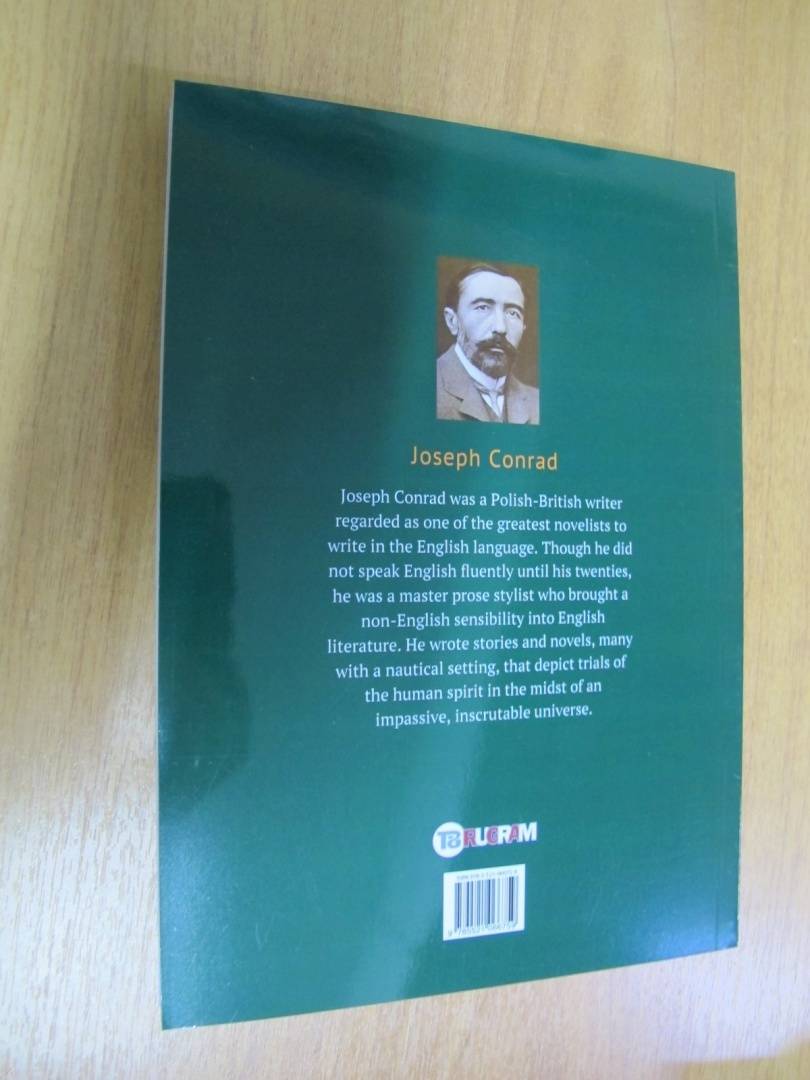 Joseph Conrad
Joseph Conrad was a Polish-British writer
regarded as one of the greatest novelists to
write in the English language. Though he did
not speak English fluently until his twenties,
he was a master prose stylist who brought a
non-English sensibility into English
literature. He wrote stories and novels, many
with a nautical setting, that depict trials of
the human spirit in the midst of an
impassive, inscrutable universe.
T8 RUGRAM